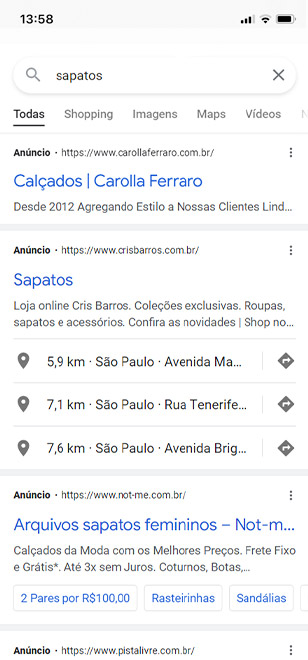 13:58
sapatos
Todas Shopping Imagens Maps Vídeos N
Anúncio · https://www.carollaferraro.com.br/
Calçados | Carolla Ferraro
Desde 2012 Agregando Estilo a Nossas Clientes Lind...
Anúncio · https://www.crisbarros.com.br/
Sapatos
Loja online Cris Barros. Coleções exclusivas. Roupas,
sapatos e acessórios. Confira as novidades | Shop no...
5,9 km · São Paulo · Avenida Ma...
7,1 km · São Paulo · Rua Tenerife...
7,6 km · São Paulo · Avenida Brig...
Anúncio · https://www.not-me.com.br/
Arquivos sapatos femininos – Not-m...
Calçados da Moda com os Melhores Preços. Frete Fixo
e Grátis*. Até 3x sem Juros. Coturnos, Botas,...
2 Pares por R$100,00 Rasteirinhas Sandálias
Anúncio · https://www.pistalivre.com.br/